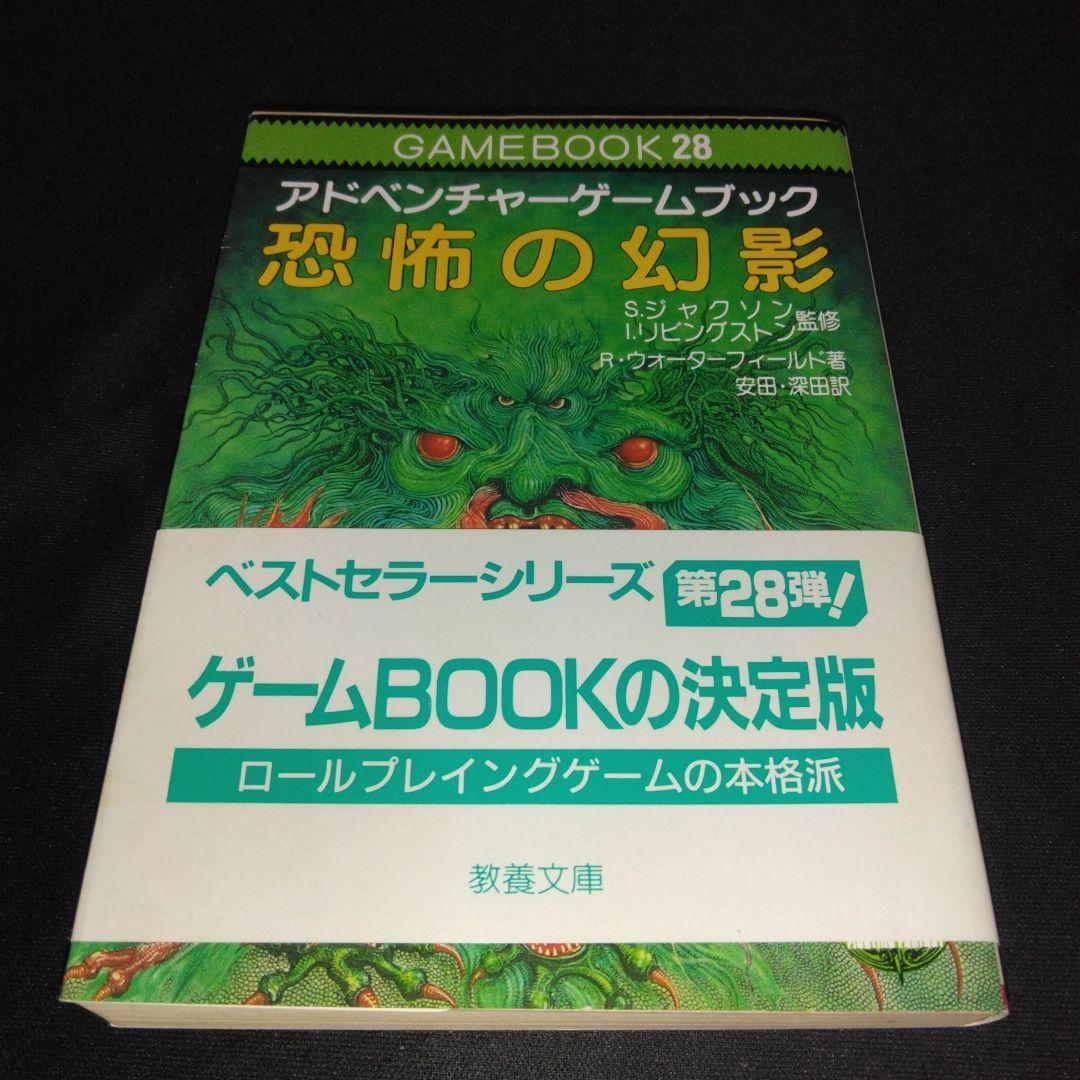 GAMEBOOK 28
アドベンチャーゲームブック
恐怖の幻影
S.ジャクソン
I.リビングストン監修
R・ウォーターフィールド著
安田・深田訳
ベストセラーシリーズ 第28弾!
ゲームBOOKの決定版
ロールプレイングゲームの本格派
教養文庫